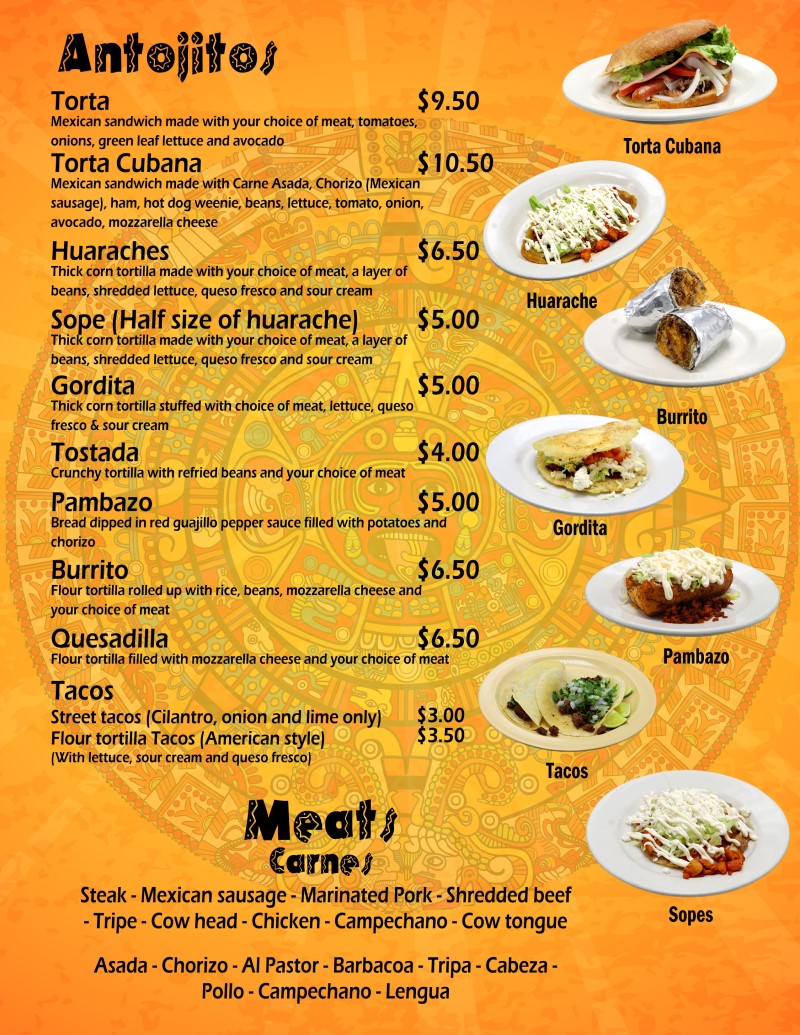 Antojitos
Torta $9.50
Mexican sandwich made with your choice of meat, tomatoes,
onions, green leaf lettuce and avocado
Torta Cubana $10.50
Mexican sandwich made with Carne Asada, Chorizo (Mexican
sausage), ham, hot dog weenie, beans, lettuce, tomato, onion,
avocado, mozzarella cheese
Huaraches $6.50
Thick corn tortilla made with your choice of meat, a layer of
beans, shredded lettuce, queso fresco and sour cream
Sope (Half size of huarache) $5.00
Thick corn tortilla made with your choice of meat, a layer of
beans, shredded lettuce, queso fresco and sour cream
Gordita $5.00
Thick corn tortilla stuffed with choice of meat, lettuce, queso
fresco & sour cream
Tostada $4.00
Crunchy tortilla with refried beans and your choice of meat
Pambazo $5.00
Bread dipped in red guajillo pepper sauce filled with potatoes and
chorizo
Burrito $6.50
Flour tortilla rolled up with rice, beans, mozzarella cheese and
your choice of meat
Quesadilla $6.50
Flour tortilla filled with mozzarella cheese and your choice of meat
Tacos
Street tacos (Cilantro, onion and lime only) $3.00
Flour tortilla Tacos (American style) $3.50
(With lettuce, sour cream and queso fresco)
Torta Cubana
Huarache
Burrito
Gordita
Pambazo
Tacos
Sopes
Meats
Carnes
Steak - Mexican sausage - Marinated Pork - Shredded beef
- Tripe - Cow head - Chicken - Campechano - Cow tongue
Asada - Chorizo - Al Pastor - Barbacoa - Tripa - Cabeza -
Pollo - Campechano - Lengua